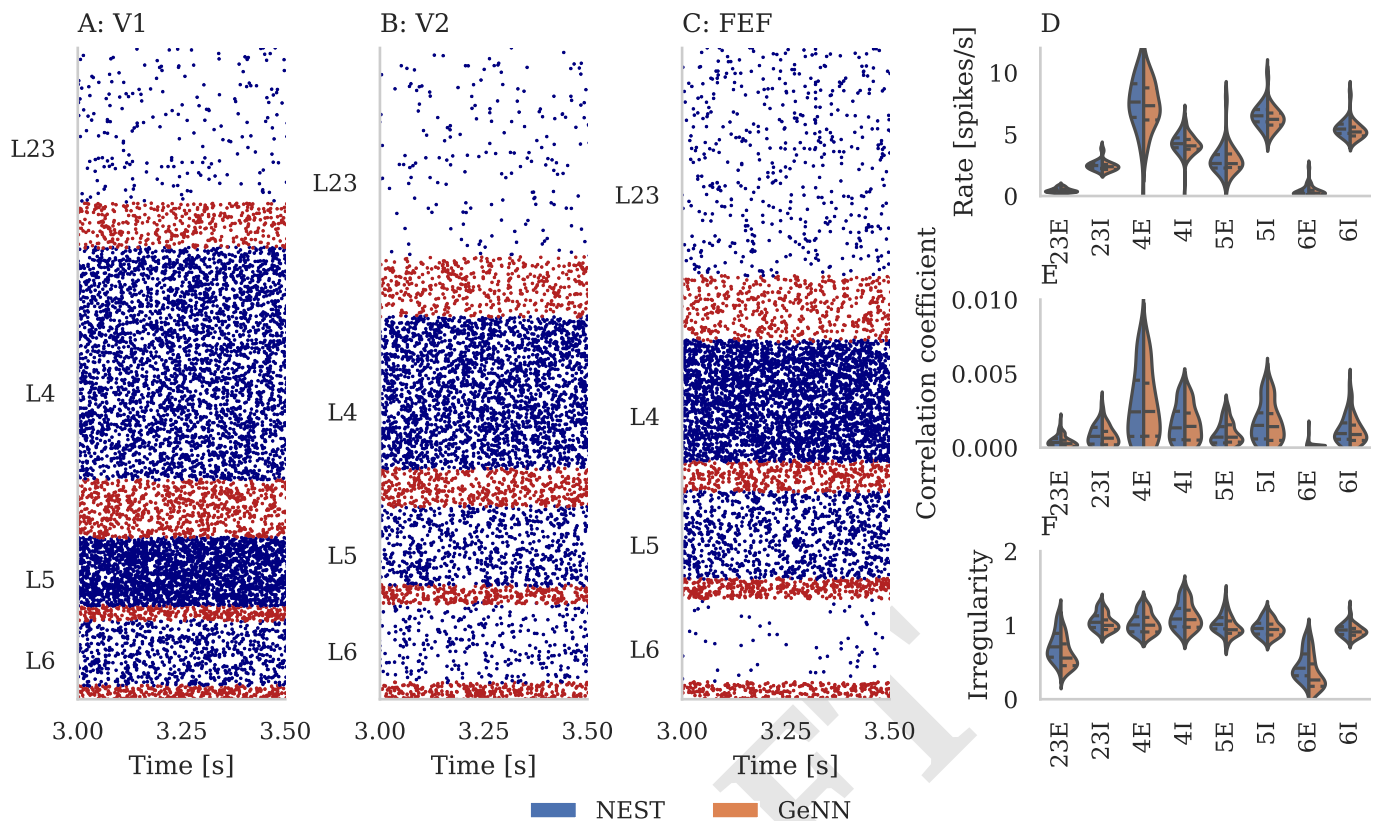 A: V1
B: V2
C: FEF
D
L23
L4
L5
L6
L23
L4
L5
L6
L23
L4
L5
L6
3.00 3.25 3.50
3.00 3.25 3.50
3.00 3.25 3.50
Time [s]
Time [s]
Time [s]
Rate [spikes/s]
10
5
0
23E 23I 4E 4I 5E 5I 6E 6I
E
Correlation coefficient
0.010
0.005
0.000
23E 23I 4E 4I 5E 5I 6E 6I
F
Irregularity
2
1
0
23E 23I 4E 4I 5E 5I 6E 6I
NEST GeNN